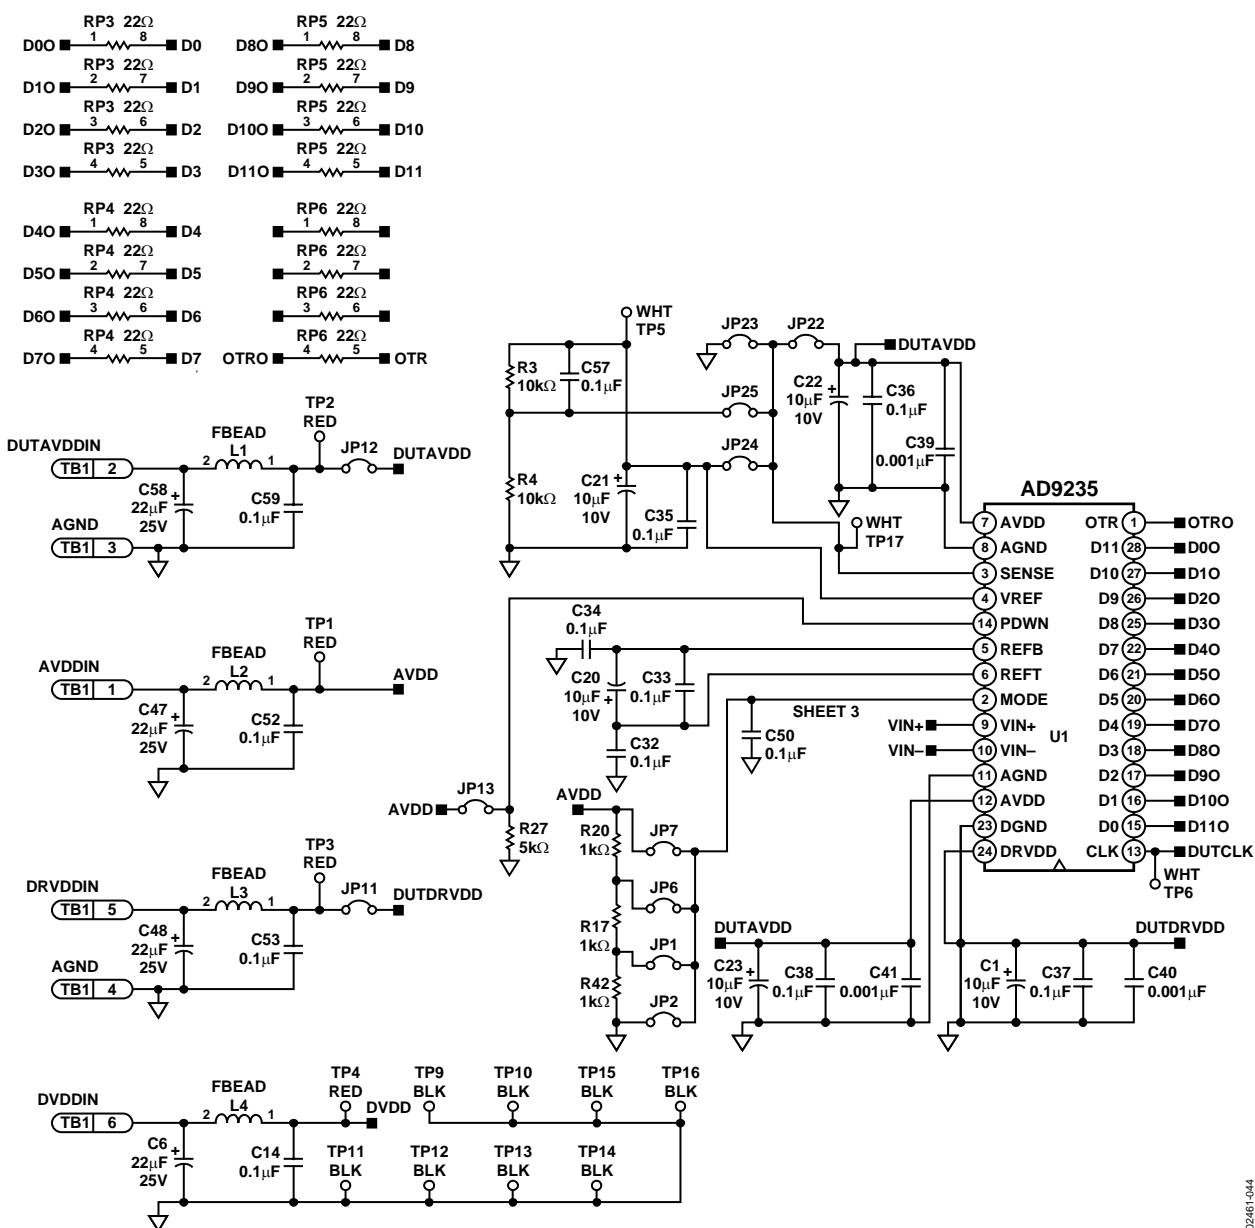 RP3 22Ω
D0O 1 8 D0
RP3 22Ω
D1O 2 7 D1
RP3 22Ω
D2O 3 6 D2
RP3 22Ω
D3O 4 5 D3
RP4 22Ω
D4O 1 8 D4
RP4 22Ω
D5O 2 7 D5
RP4 22Ω
D6O 3 6 D6
RP4 22Ω
D7O 4 5 D7
RP5 22Ω
D8O 1 8 D8
RP5 22Ω
D9O 2 7 D9
RP5 22Ω
D10O 3 6 D10
RP5 22Ω
D11O 4 5 D11
RP6 22Ω
1 8
RP6 22Ω
2 7
RP6 22Ω
3 6
RP6 22Ω
OTRO 4 5 OTR
DUTAVDDIN
TB1 2
FBEAD
2 L1 1
TP2
RED
JP12
DUTAVDD
C58
22μF
25V
C59
0.1μF
AGND
TB1 3
AVDDIN
TB1 1
FBEAD
2 L2 1
TP1
RED
AVDD
C47
22μF
25V
C52
0.1μF
DRVDDIN
TB1 5
FBEAD
2 L3 1
TP3
RED
JP11
DUTDRVDD
C48
22μF
25V
C53
0.1μF
AGND
TB1 4
DVDDIN
TB1 6
FBEAD
2 L4 1
TP4
RED
DVDD
C6
22μF
25V
C14
0.1μF
TP9
BLK
TP10
BLK
TP15
BLK
TP16
BLK
TP11
BLK
TP12
BLK
TP13
BLK
TP14
BLK
WHT
TP5
R3
10kΩ
C57
0.1μF
R4
10kΩ
C21
10μF
10V
C35
0.1μF
JP23
JP22
JP25
JP24
DUTAVDD
C22
10μF
10V
C36
0.1μF
C39
0.001μF
WHT
TP17
C34
0.1μF
C20
10μF
10V
C33
0.1μF
C32
0.1μF
SHEET 3
C50
0.1μF
VIN+
VIN–
AVDD JP13
R27
5kΩ
AVDD
R20
1kΩ
R17
1kΩ
R42
1kΩ
JP7
JP6
JP1
JP2
DUTAVDD
C23
10μF
10V
C38
0.1μF
C41
0.001μF
DUTDRVDD
C1
10μF
10V
C37
0.1μF
C40
0.001μF
AD9235
U1
7 AVDD OTR 1 OTRO
8 AGND D11 28 D0O
3 SENSE D10 27 D1O
4 VREF D9 26 D2O
14 PDWN D8 25 D3O
5 REFB D7 22 D4O
6 REFT D6 21 D5O
2 MODE D5 20 D6O
9 VIN+ D4 19 D7O
10 VIN– D3 18 D8O
11 AGND D2 17 D9O
12 AVDD D1 16 D10O
23 DGND D0 15 D11O
24 DRVDD CLK 13 DUTCLK
WHT
TP6
02461-044